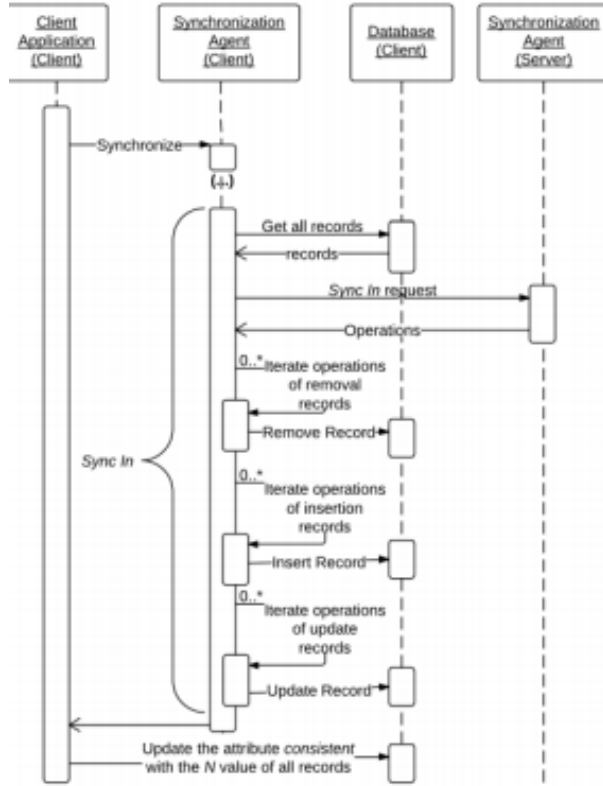 Client
Application
(Client)
Synchronization
Agent
(Client)
Database
(Client)
Synchronization
Agent
(Server)
Synchronize
(...)
Get all records
records
Sync In request
Operations
0..*
Iterate operations
of removal
records
Remove Record
Sync In
0..*
Iterate operations
of insertion
records
Insert Record
0..*
Iterate operations
of update
records
Update Record
Update the attribute consistent
with the N value of all records